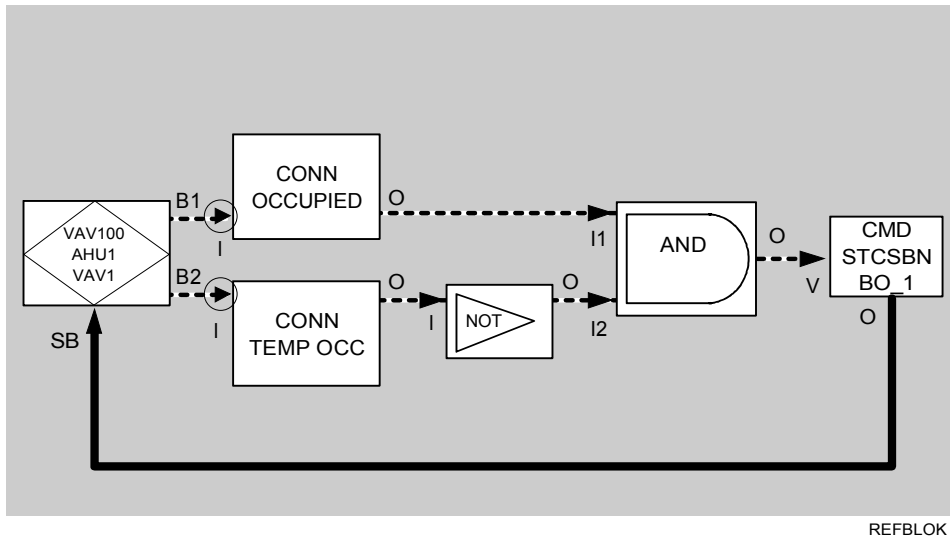 CONN
OCCUPIED
B1
O
I
I1
VAV100
AHU1
VAV1
B2
O
I
CONN
TEMP OCC
I
NOT
O
I2
AND
O
V
CMD
STCSBN
BO_1
O
SB
REFBLOK